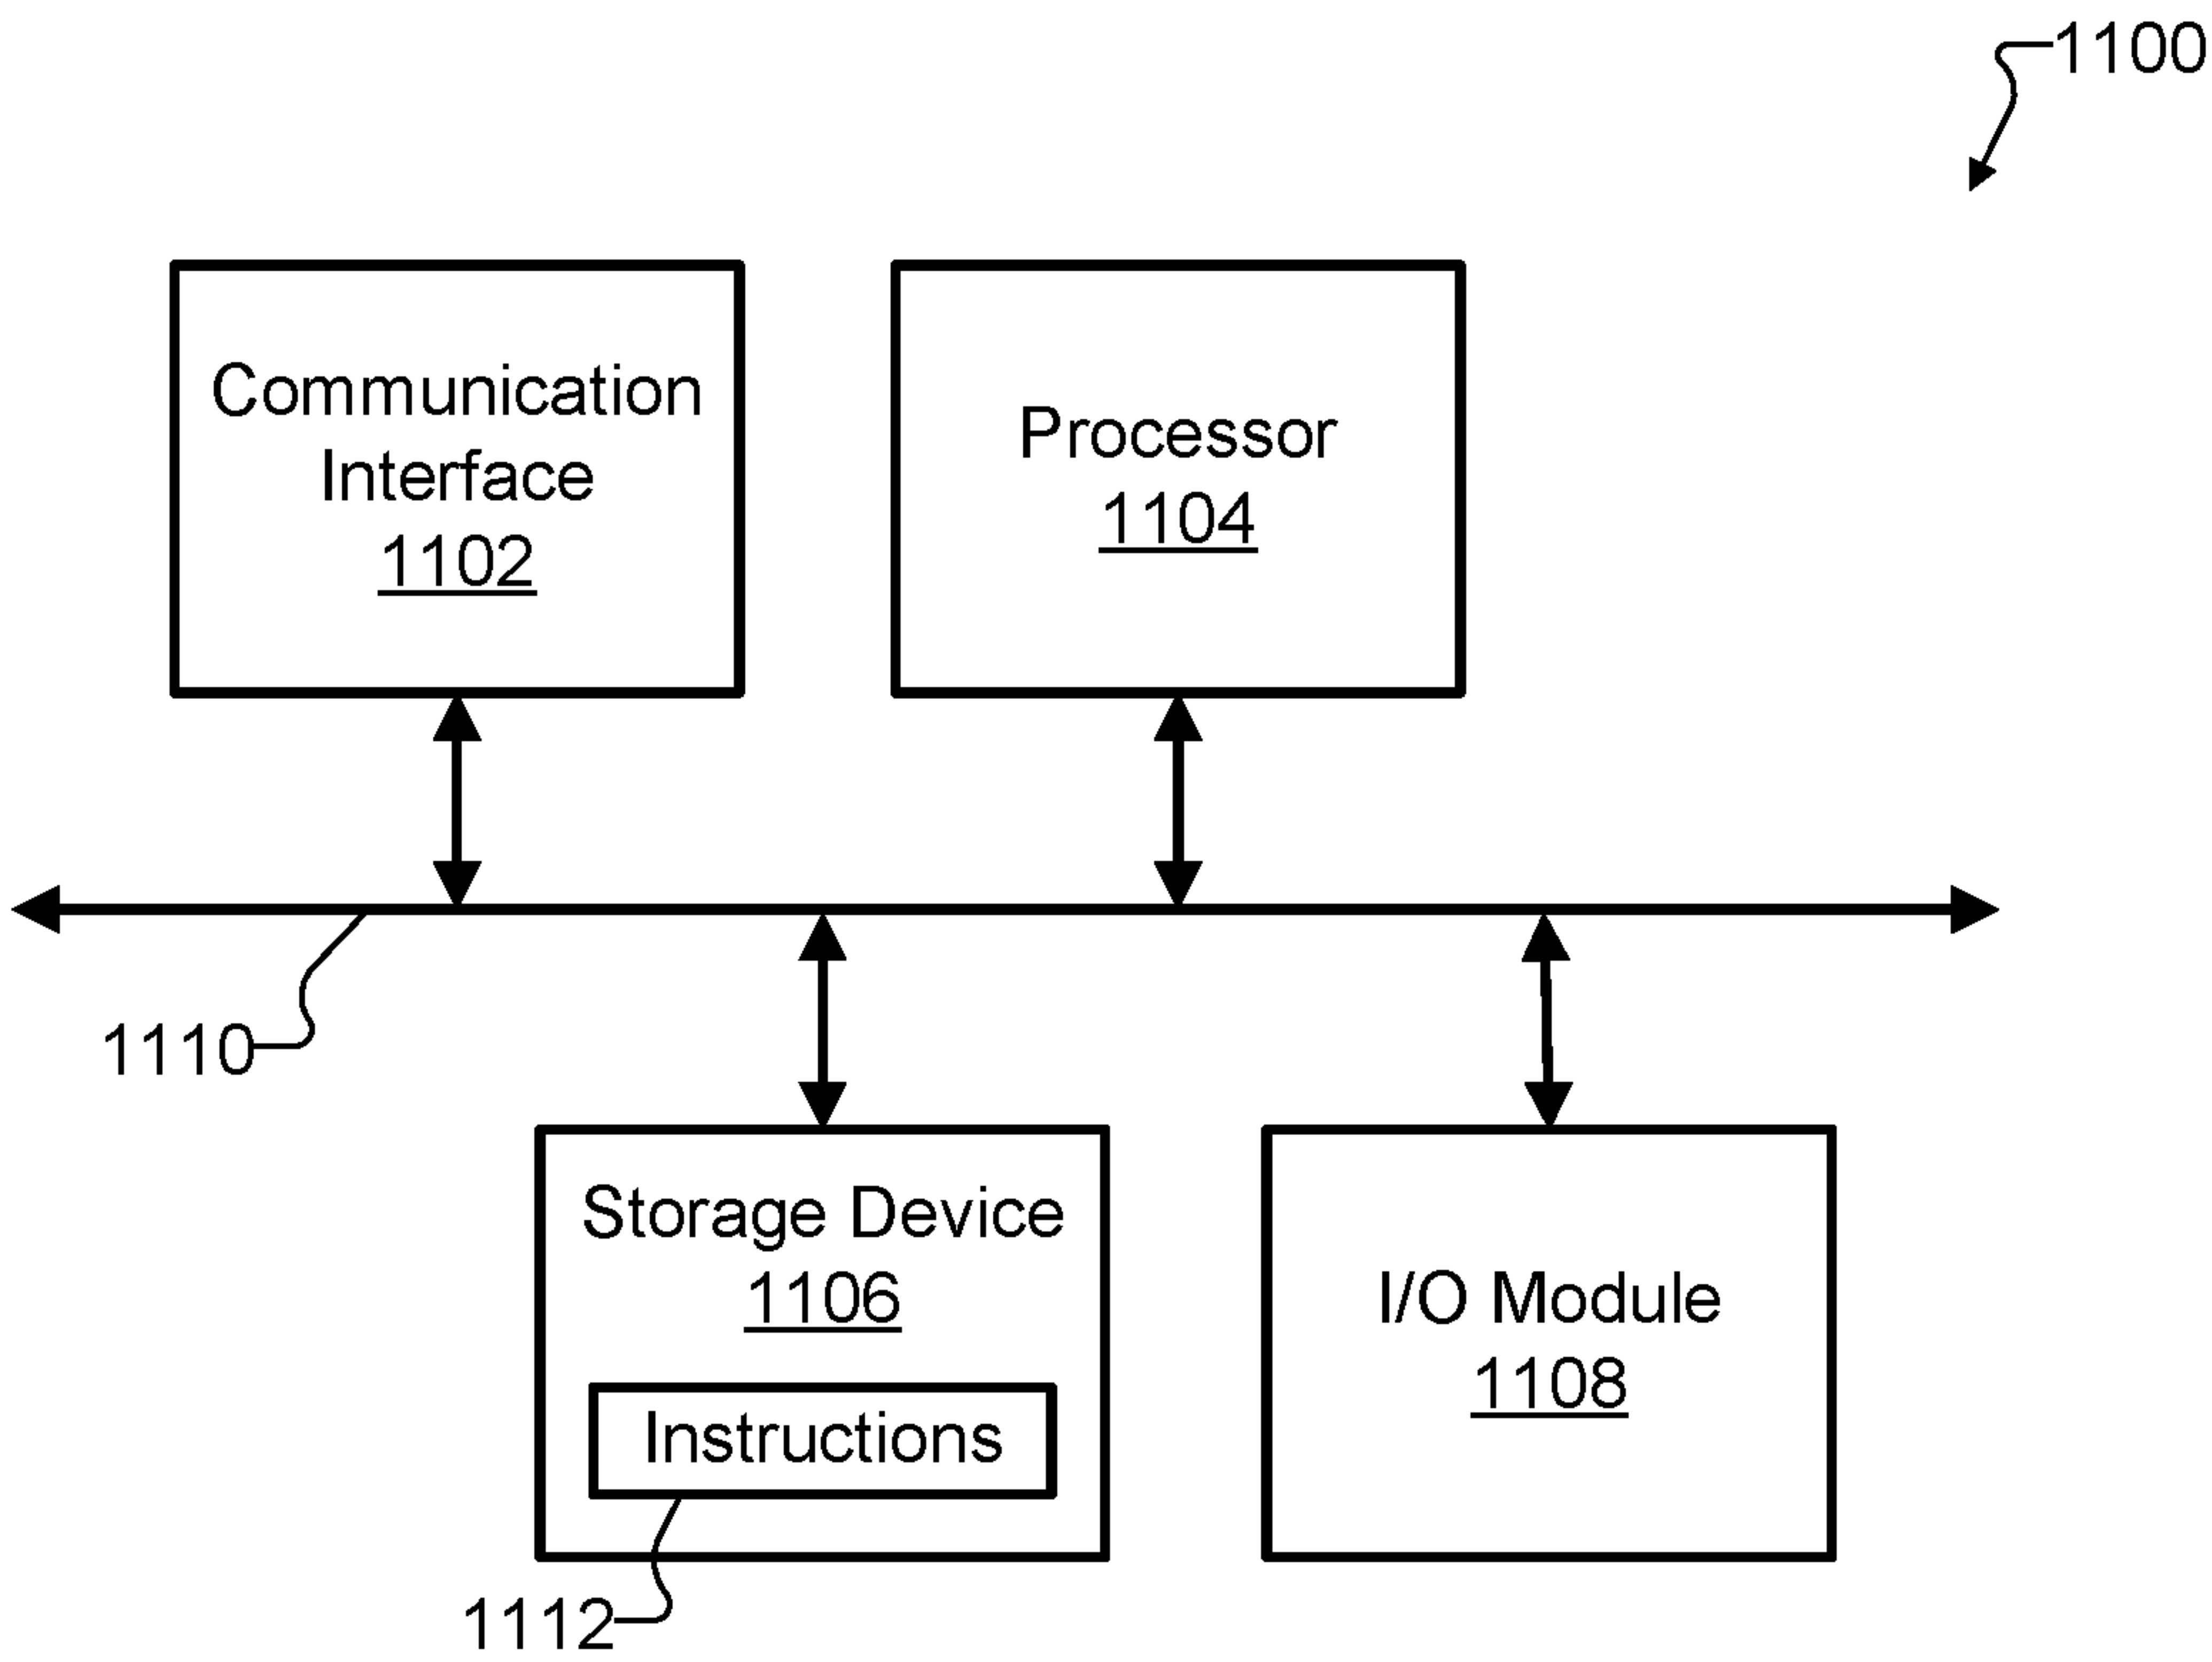 1100
Communication
Interface
1102
Processor
1104
1110
Storage Device
1106
Instructions
1112
I/O Module
1108